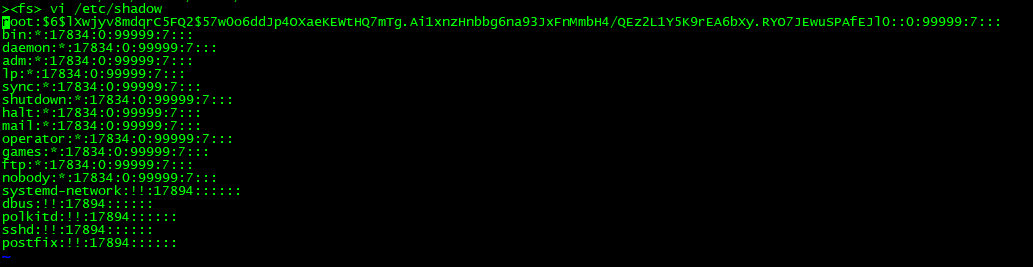 ><fs> vi /etc/shadow
root:$6$lXwjyv8mdqrC5FQ2$57wOo6ddJp4OXaeKEWtHQ7mTg.Ai1xnzHnbbg6na93JxFnMmbH4/QEz2L1Y5K9rEA6bXy.RYO7JEwuSPAfEJlO::0:99999:7:::
bin:*:17834:0:99999:7:::
daemon:*:17834:0:99999:7:::
adm:*:17834:0:99999:7:::
lp:*:17834:0:99999:7:::
sync:*:17834:0:99999:7:::
shutdown:*:17834:0:99999:7:::
halt:*:17834:0:99999:7:::
mail:*:17834:0:99999:7:::
operator:*:17834:0:99999:7:::
games:*:17834:0:99999:7:::
ftp:*:17834:0:99999:7:::
nobody:*:17834:0:99999:7:::
systemd-network:!!:17894::::::
dbus:!!:17894::::::
polkitd:!!:17894::::::
sshd:!!:17894::::::
postfix:!!:17894::::::